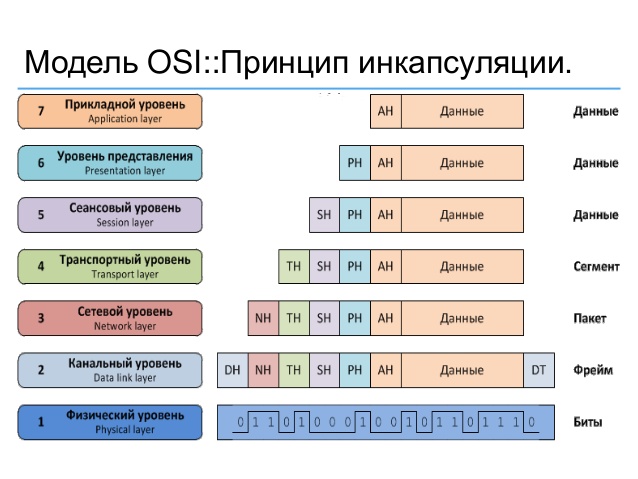 Модель OSI::Принцип инкапсуляции.
7 Прикладной уровень AH Данные Данные
Application layer
6 Уровень представления PH AH Данные Данные
Presentation layer
5 Сеансовый уровень SH PH AH Данные Данные
Session layer
4 Транспортный уровень TH SH PH AH Данные Сегмент
Transport layer
3 Сетевой уровень NH TH SH PH AH Данные Пакет
Network layer
2 Канальный уровень DH NH TH SH PH AH Данные DT Фрейм
Data link layer
1 Физический уровень 0 1 1 0 1 0 0 0 1 0 0 1 0 1 1 0 1 1 1 0 Биты
Physical layer